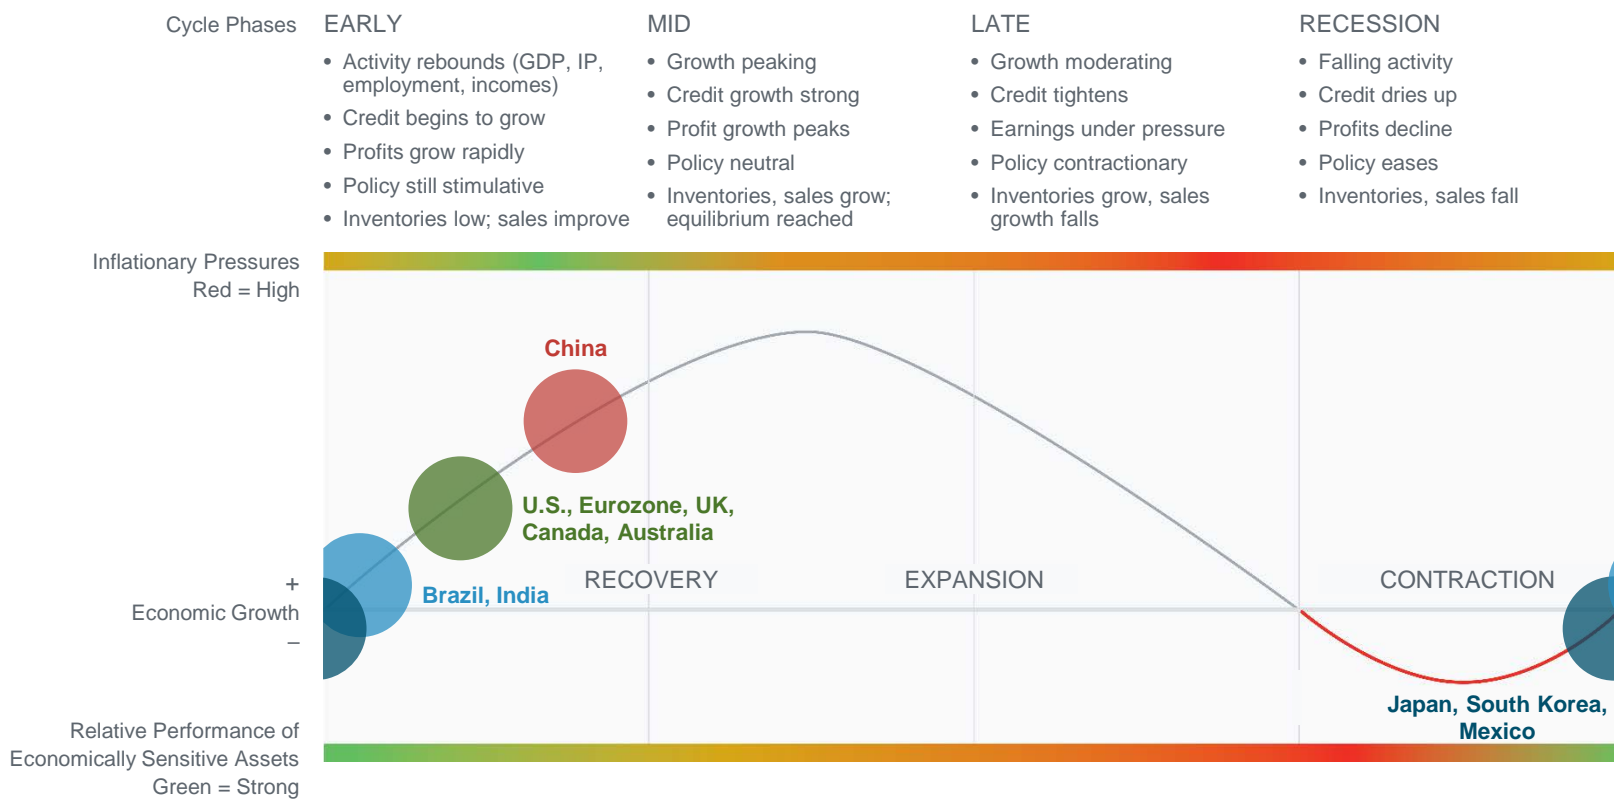 Cycle Phases
EARLY
• Activity rebounds (GDP, IP,
employment, incomes)
• Credit begins to grow
• Profits grow rapidly
• Policy still stimulative
• Inventories low; sales improve
MID
• Growth peaking
• Credit growth strong
• Profit growth peaks
• Policy neutral
• Inventories, sales grow;
equilibrium reached
LATE
• Growth moderating
• Credit tightens
• Earnings under pressure
• Policy contractionary
• Inventories grow, sales
growth falls
RECESSION
• Falling activity
• Credit dries up
• Profits decline
• Policy eases
• Inventories, sales fall
Inflationary Pressures
Red = High
China
U.S., Eurozone, UK,
Canada, Australia
Brazil, India
RECOVERY
EXPANSION
CONTRACTION
+
Economic Growth
–
Japan, South Korea,
Mexico
Relative Performance of
Economically Sensitive Assets
Green = Strong